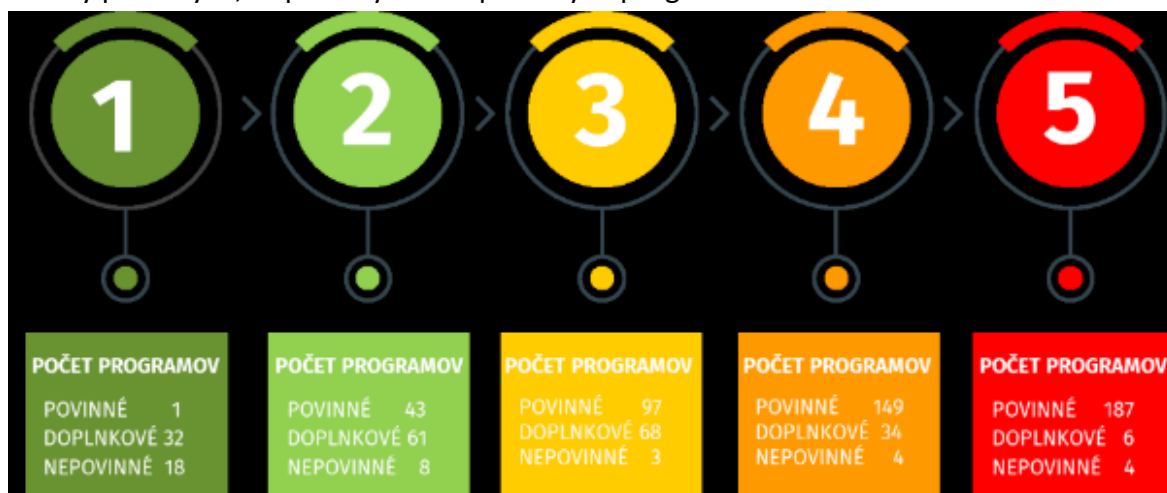 1
2
3
4
5
POČET PROGRAMOV
POVINNÉ 1
DOPLNKOVÉ 32
NEPOVINNÉ 18
POČET PROGRAMOV
POVINNÉ 43
DOPLNKOVÉ 61
NEPOVINNÉ 8
POČET PROGRAMOV
POVINNÉ 97
DOPLNKOVÉ 68
NEPOVINNÉ 3
POČET PROGRAMOV
POVINNÉ 149
DOPLNKOVÉ 34
NEPOVINNÉ 4
POČET PROGRAMOV
POVINNÉ 187
DOPLNKOVÉ 6
NEPOVINNÉ 4